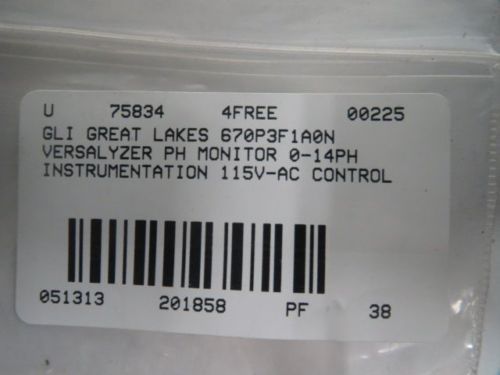 U 75834 4FREE 00225
GLI GREAT LAKES 670P3F1A0N
VERSALYZER PH MONITOR 0-14PH
INSTRUMENTATION 115V-AC CONTROL
051313 201858 PF 38